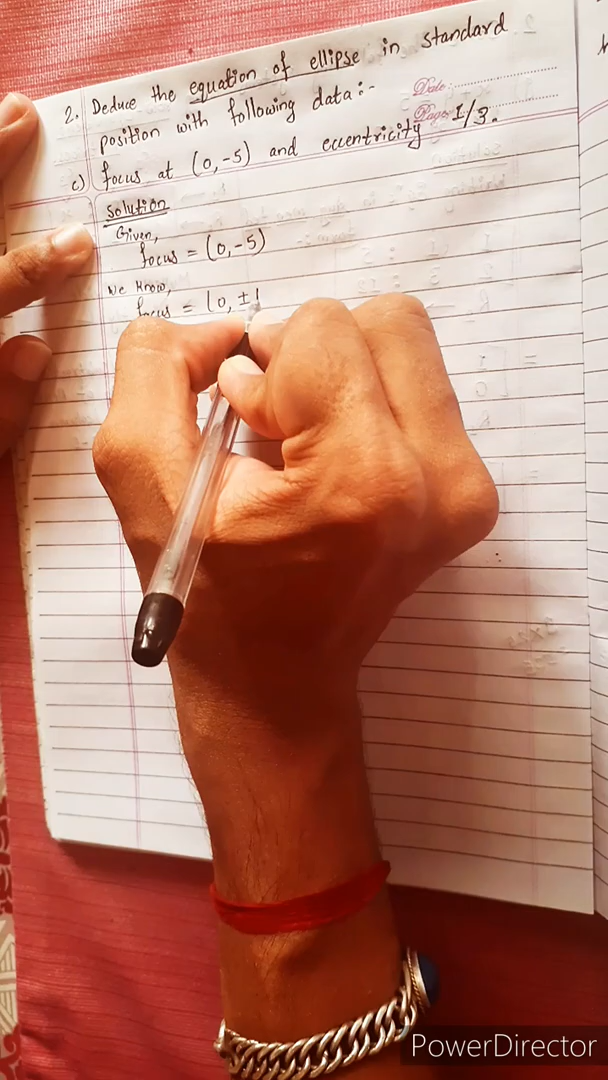 2. Deduce the equation of ellipse in standard
position with following data :-
Date:
Page:
c) focus at (0,-5) and eccentricity 1/3.
Solution
Given,
focus = (0,-5)
We know,
focus = (0, ±
PowerDirector